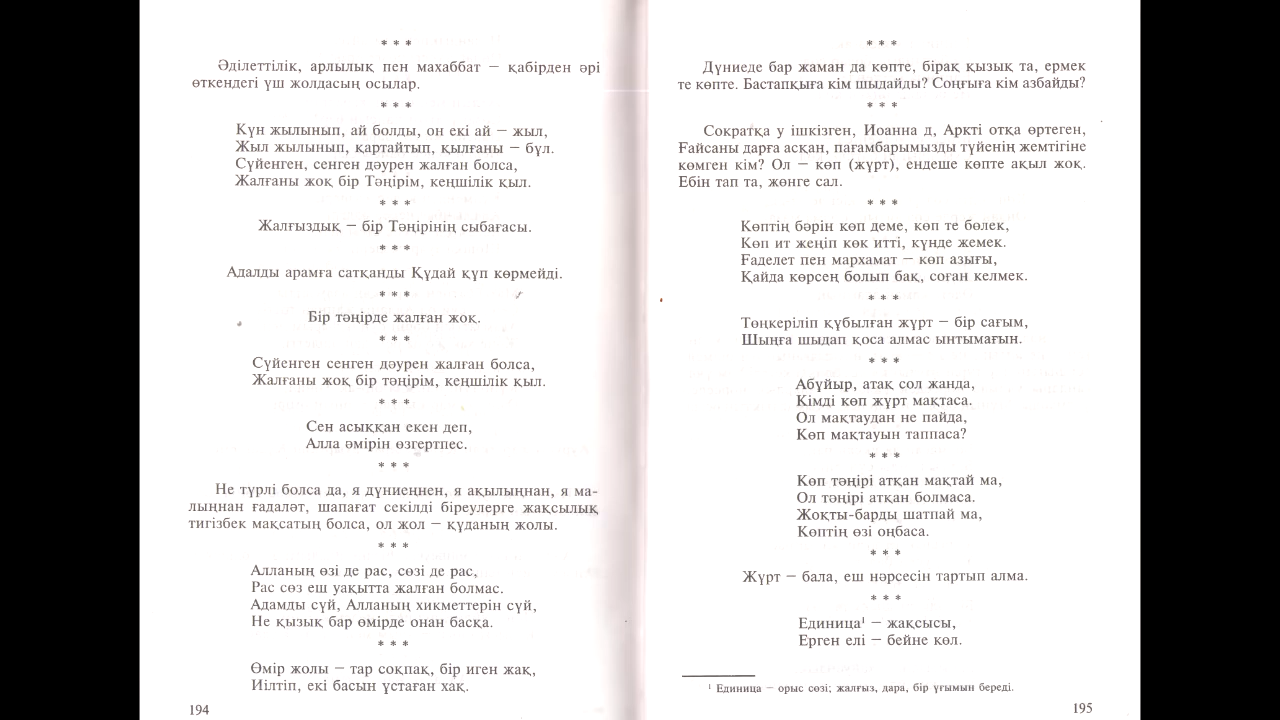 * * *
Әділеттілік, арлылық пен махаббат — қабірден әрі
өткендегі үш жолдасың осылар.
* * *
Күн жылынып, ай болды, он екі ай — жыл,
Жыл жылынып, қартайтып, қылғаны — бұл.
Сүйенген, сенген дәурен жалған болса,
Жалғаны жоқ бір Тәңірім, кеңшілік қыл.
* * *
Жалғыздық — бір Тәңірінің сыбағасы.
* * *
Адалды арамға сатқанды Құдай құп көрмейді.
* * *
Бір тәңірде жалған жоқ.
* * *
Сүйенген сенген дәурен жалған болса,
Жалғаны жоқ бір тәңірім, кеңшілік қыл.
* * *
Сен асыққан екен деп,
Алла әмірін өзгертпес.
* * *
Не түрлі болса да, я дүниеңнен, я ақылыңнан, я ма-
лыңнан ғадаләт, шапағат секілді біреулерге жақсылық
тигізбек мақсатың болса, ол жол — құданың жолы.
* * *
Алланың өзі де рас, сөзі де рас,
Рас сөз еш уақытта жалған болмас.
Адамды сүй, Алланың хикметтерін сүй,
Не қызық бар өмірде онан басқа.
* * *
Өмір жолы — тар соқпақ, бір иген жақ,
Иілтіп, екі басын ұстаған хақ.
194
* * *
Дүниеде бар жаман да көпте, бірақ қызық та, ермек
те көпте. Бастапқыға кім шыдайды? Соңғыға кім азбайды?
* * *
Сократқа у ішкізген, Иоанна д, Аркті отқа өртеген,
Ғайсаны дарға асқан, пағамбарымызды түйенің жемтігіне
көмген кім? Ол — көп (жұрт), ендеше көпте ақыл жоқ.
Ебін тап та, жөнге сал.
* * *
Көптің бәрін көп деме, көп те бөлек,
Көп ит жеңіп көк итті, күнде жемек.
Ғаделет пен мархамат — көп азығы,
Қайда көрсең болып бақ, соған келмек.
* * *
Төңкеріліп құбылған жұрт — бір сағым,
Шыңға шыдап қоса алмас ынтымағын.
* * *
Абұйыр, атақ сол жанда,
Кімді көп жұрт мақтаса.
Ол мақтаудан не пайда,
Көп мақтауын таппаса?
* * *
Көп тәңірі атқан мақтай ма,
Ол тәңірі атқан болмаса.
Жоқты-барды шатпай ма,
Көптің өзі оңбаса.
* * *
Жұрт — бала, еш нәрсесін тартып алма.
* * *
Единица¹ — жақсысы,
Ерген елі — бейне көл.
¹ Единица — орыс сөзі; жалғыз, дара, бір ұғымын береді.
195